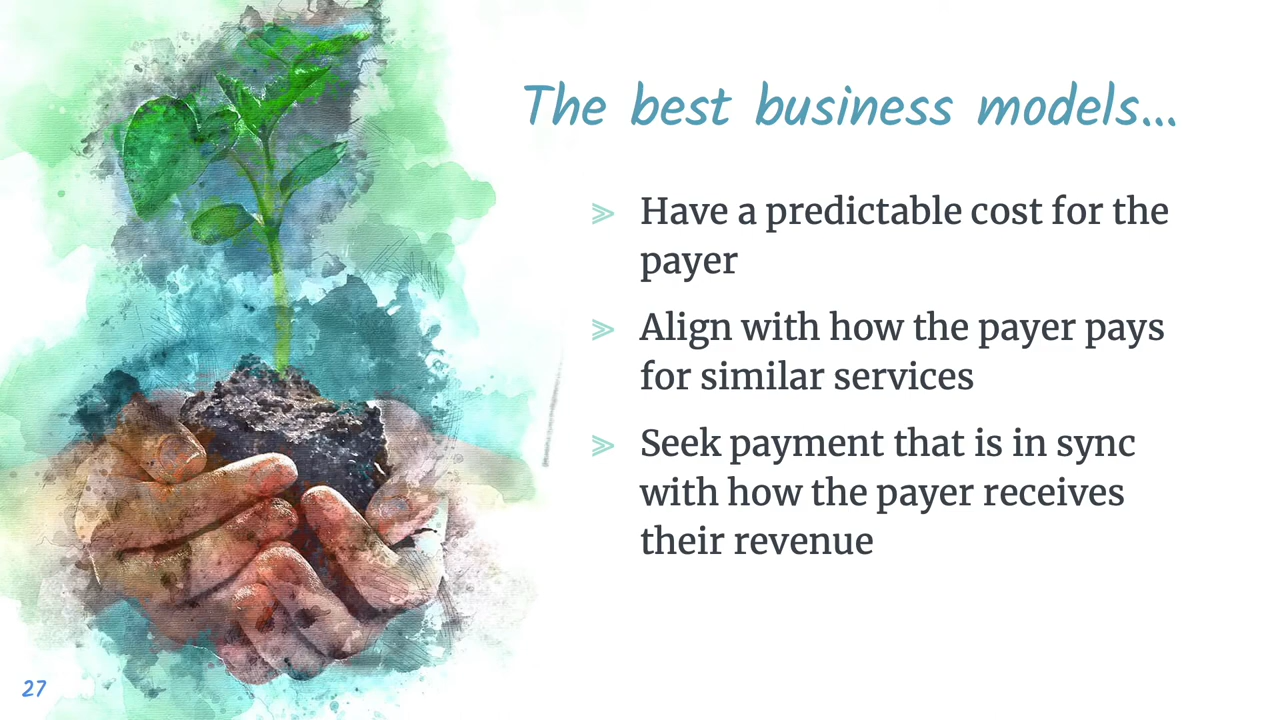 The best business models...
Have a predictable cost for the
payer
Align with how the payer pays
for similar services
Seek payment that is in sync
with how the payer receives
their revenue
27